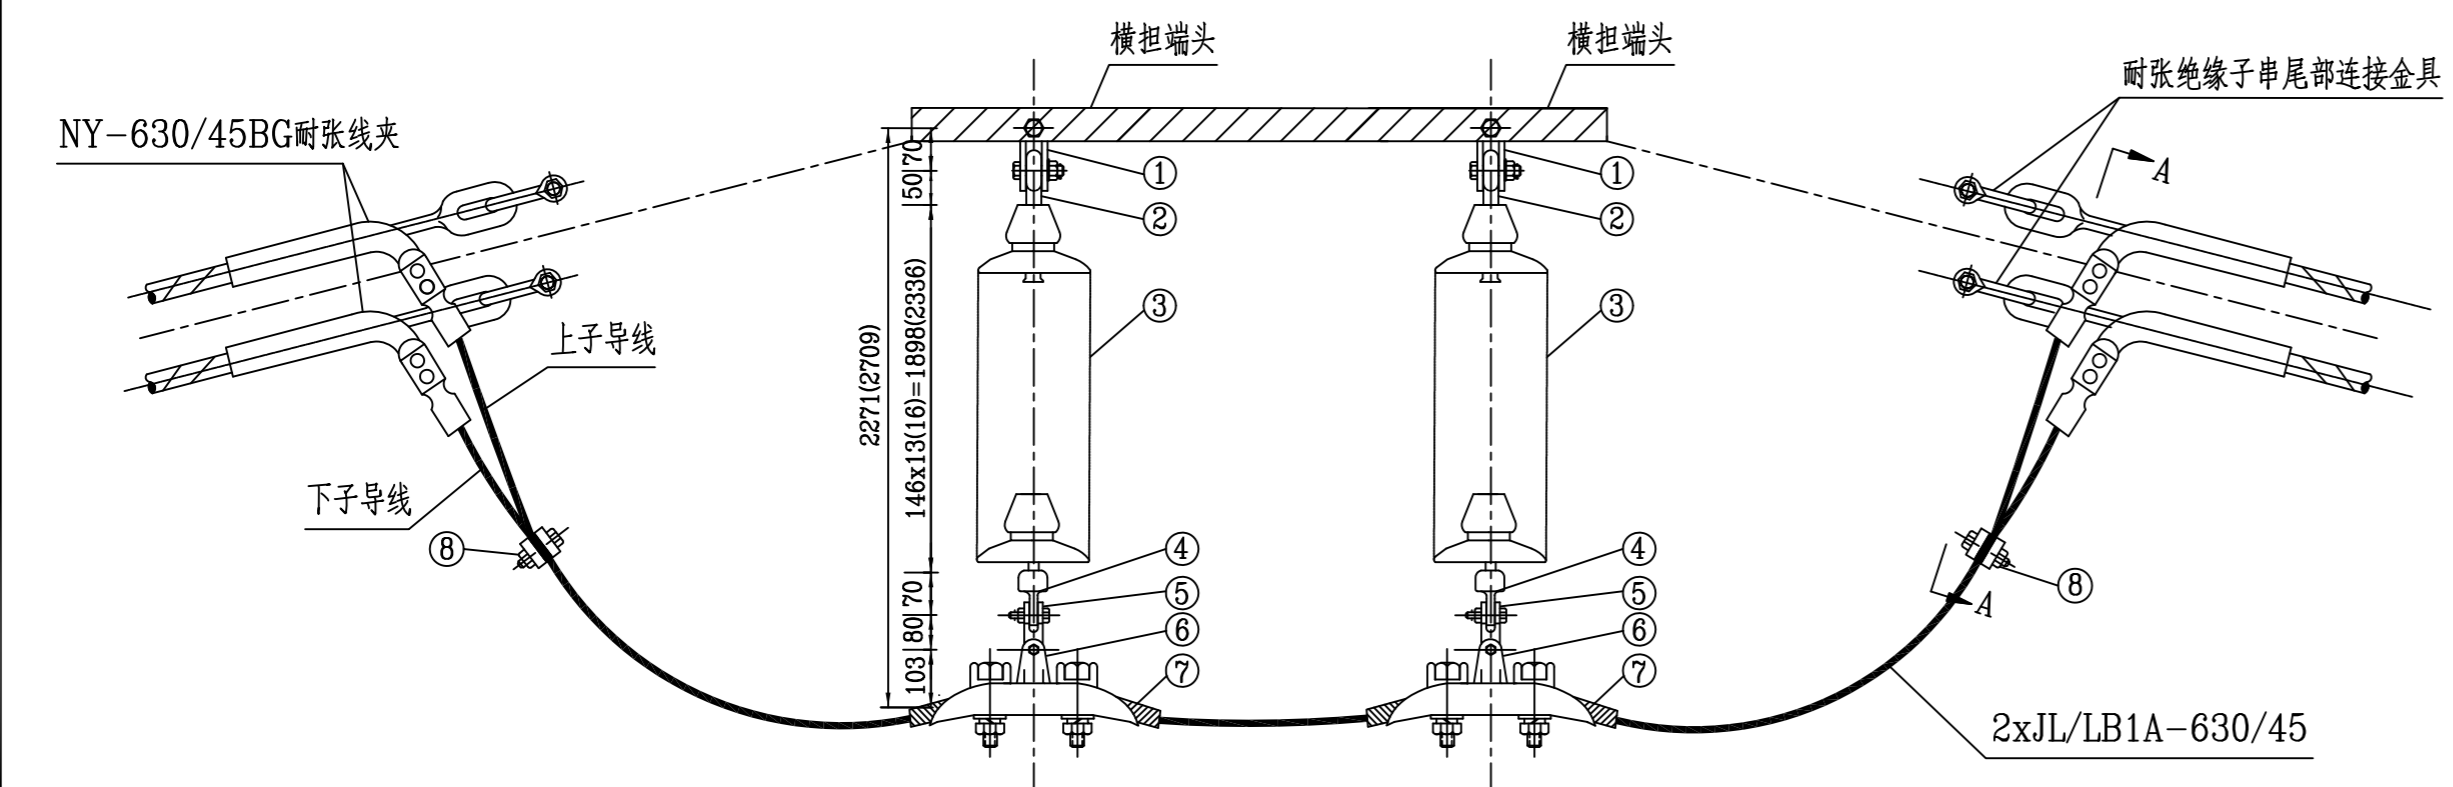 横担端头
横担端头
耐张绝缘子串尾部连接金具
NY-630/45BG耐张线夹
A
70
50
①
①
②
②
2271(2709)
146x13(16)=1898(2336)
③
③
上子导线
下子导线
⑧
④
④
70
⑤
⑤
⑧
A
80
⑥
⑥
103
⑦
⑦
2xJL/LB1A-630/45